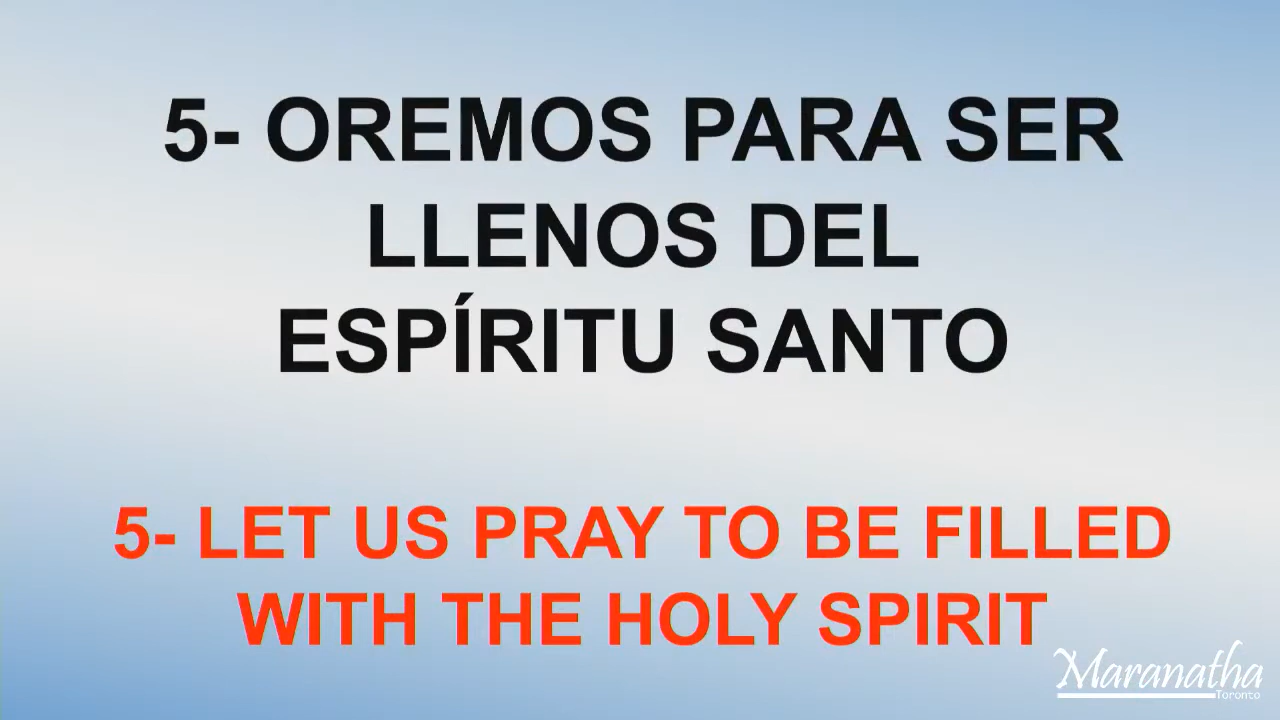 5- OREMOS PARA SER
LLENOS DEL
ESPÍRITU SANTO
5- LET US PRAY TO BE FILLED
WITH THE HOLY SPIRIT
Maranatha
Toronto